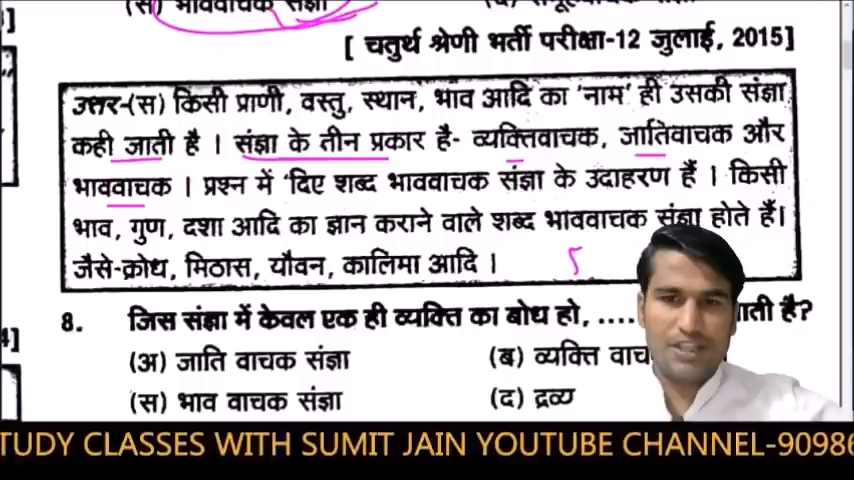 (स) भाववाचक संज्ञा
[ चतुर्थ श्रेणी भर्ती परीक्षा-12 जुलाई, 2015]
उत्तर-(स) किसी प्राणी, वस्तु, स्थान, भाव आदि का 'नाम' ही उसकी संज्ञा
कही जाती है । संज्ञा के तीन प्रकार है- व्यक्तिवाचक, जातिवाचक और
भाववाचक । प्रश्न में 'दिए शब्द भाववाचक संज्ञा के उदाहरण हैं । किसी
भाव, गुण, दशा आदि का ज्ञान कराने वाले शब्द भाववाचक संज्ञा होते हैं।
जैसे-क्रोध, मिठास, यौवन, कालिमा आदि ।
8. जिस संज्ञा में केवल एक ही व्यक्ति का बोध हो, .... है?
(अ) जाति वाचक संज्ञा
(ब) व्यक्ति
(स) भाव वाचक संज्ञा
(द) द्रव्य
TUDY CLASSES WITH SUMIT JAIN YOUTUBE CHANNEL-9098